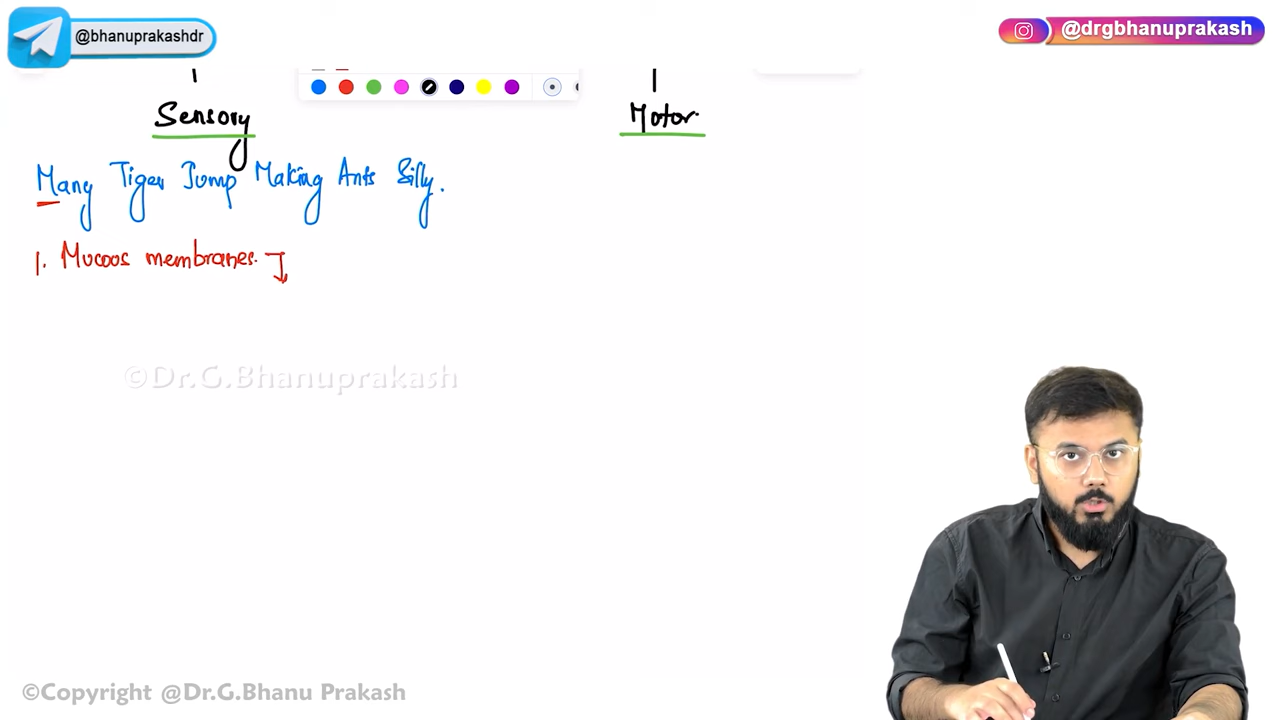 @bhanuprakashdr
@drgbhanuprakash
Sensory
Motor
Many Tiger Jump Making Ants Silly.
1. Mucous membranes.
©Dr.G.Bhanuprakash
©Copyright @Dr.G.Bhanu Prakash